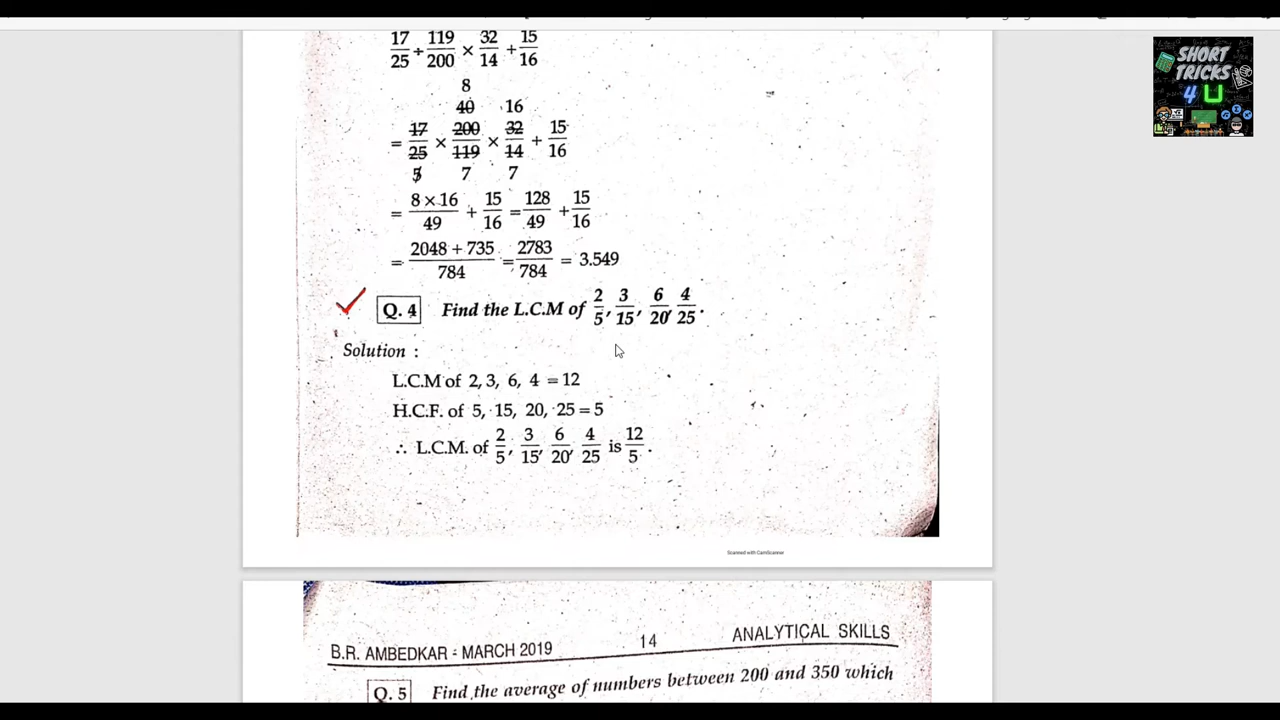 SHORT
TRICKS
4 U
17/25 ÷ 119/200 × 32/14 + 15/16
8
40 16
= 17/25 × 200/119 × 32/14 + 15/16
5 7 7
= 8 × 16/49 + 15/16 = 128/49 + 15/16
= 2048 + 735/784 = 2783/784 = 3.549
Q. 4 Find the L.C.M of 2/5, 3/15, 6/20, 4/25.
Solution :
L.C.M of 2, 3, 6, 4 = 12
H.C.F. of 5, 15, 20, 25 = 5
∴ L.C.M. of 2/5, 3/15, 6/20, 4/25 is 12/5.
Scanned with CamScanner
B.R. AMBEDKAR - MARCH 2019 14 ANALYTICAL SKILLS
Q. 5 Find the average of numbers between 200 and 350 which